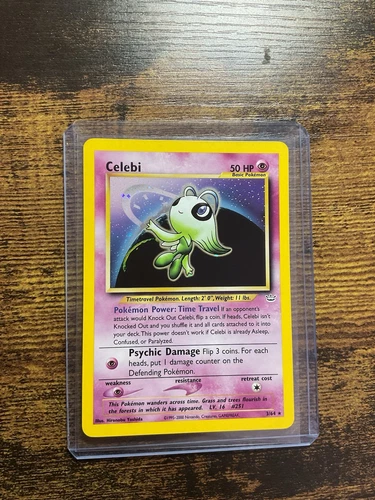 Celebi
50 HP
Basic Pokémon
Timetravel Pokémon. Length: 2' 0", Weight: 11 lbs.
Pokémon Power: Time Travel If an opponent's
attack would Knock Out Celebi, flip a coin. If heads, Celebi isn't
Knocked Out and you shuffle it and all cards attached to it into
your deck. This power doesn't work if Celebi is already Asleep,
Confused, or Paralyzed.
Psychic Damage Flip 3 coins. For each
heads, put 1 damage counter on the
Defending Pokémon.
weakness
resistance
retreat cost
This Pokémon wanders across time. Grass and trees flourish in
the forests in which it has appeared. LV. 16 #251
Illus. Hironobu Yoshida
3/64